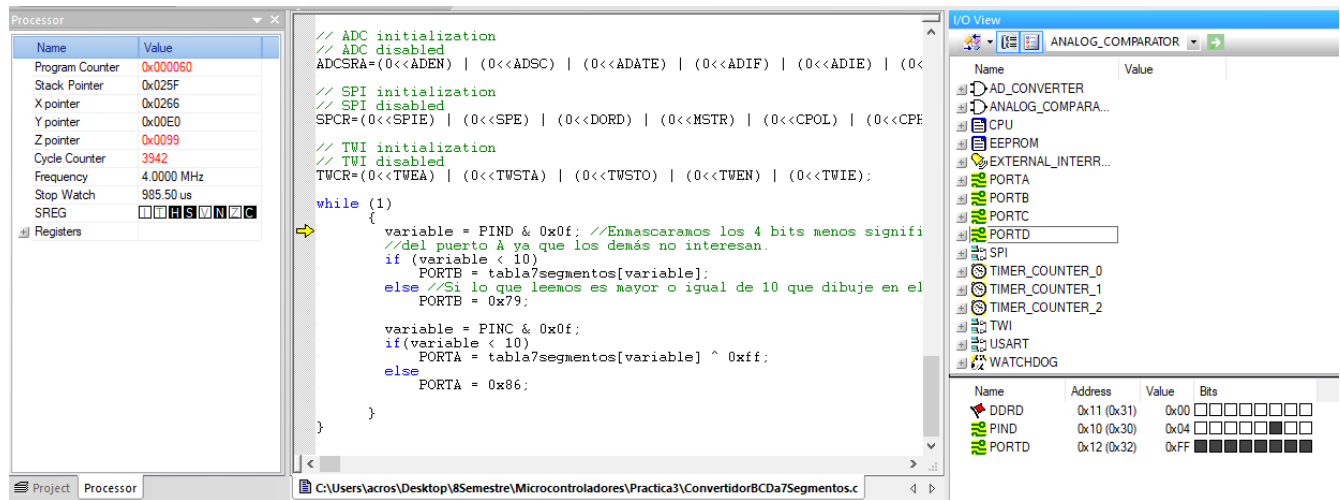 Processor
Name Value
Program Counter 0x000060
Stack Pointer 0x025F
X pointer 0x0266
Y pointer 0x00E0
Z pointer 0x0099
Cycle Counter 3942
Frequency 4.0000 MHz
Stop Watch 985.50 us
SREG I T H S V N Z C
Registers
Project Processor
// ADC initialization
// ADC disabled
ADCSRA=(0<<ADEN) | (0<<ADSC) | (0<<ADATE) | (0<<ADIF) | (0<<ADIE) | (0<
// SPI initialization
// SPI disabled
SPCR=(0<<SPIE) | (0<<SPE) | (0<<DORD) | (0<<MSTR) | (0<<CPOL) | (0<<CPH
// TWI initialization
// TWI disabled
TWCR=(0<<TWEA) | (0<<TWSTA) | (0<<TWSTO) | (0<<TWEN) | (0<<TWIE);
while (1)
{
variable = PIND & 0x0f; //Enmascaramos los 4 bits menos signifi
//del puerto A ya que los demás no interesan.
if (variable < 10)
PORTB = tabla7segmentos[variable];
else //Si lo que leemos es mayor o igual de 10 que dibuje en el
PORTB = 0x79;
variable = PINC & 0x0f;
if(variable < 10)
PORTA = tabla7segmentos[variable] ^ 0xff;
else
PORTA = 0x86;
}
}
C:\Users\acros\Desktop\8Semestre\Microcontroladores\Practica3\ConvertidorBCDa7Segmentos.c
I/O View
ANALOG_COMPARATOR
Name Value
AD_CONVERTER
ANALOG_COMPARA...
CPU
EEPROM
EXTERNAL_INTERR...
PORTA
PORTB
PORTC
PORTD
SPI
TIMER_COUNTER_0
TIMER_COUNTER_1
TIMER_COUNTER_2
TWI
USART
WATCHDOG
Name Address Value Bits
DDRD 0x11 (0x31) 0x00
PIND 0x10 (0x30) 0x04
PORTD 0x12 (0x32) 0xFF